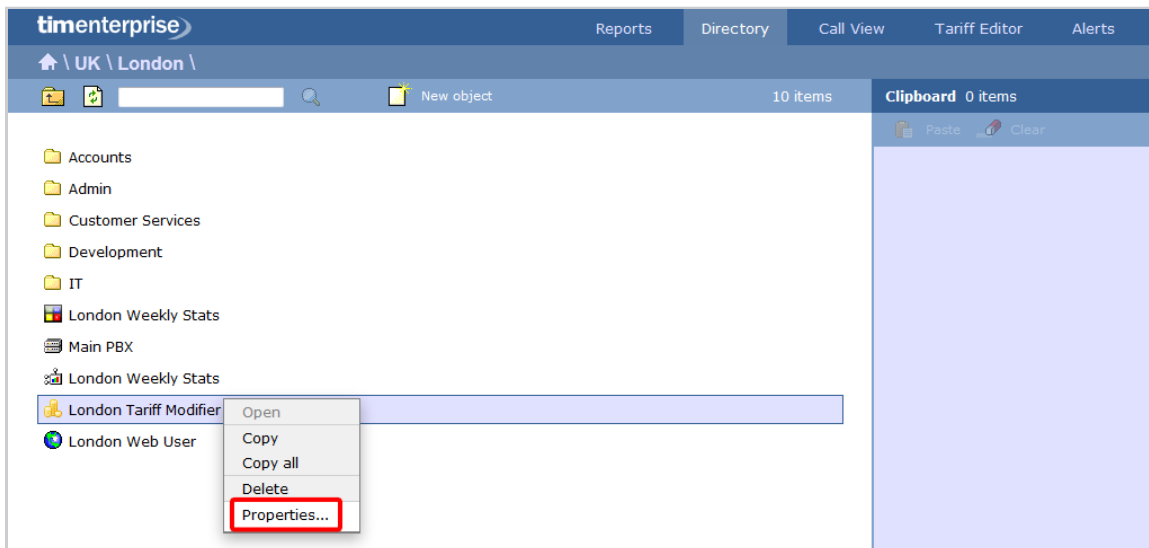 timenterprise
Reports Directory Call View Tariff Editor Alerts
\ UK \ London \
New object 10 items Clipboard 0 items
Paste Clear
Accounts
Admin
Customer Services
Development
IT
London Weekly Stats
Main PBX
London Weekly Stats
London Tariff Modifier
Open
London Web User
Copy
Copy all
Delete
Properties...